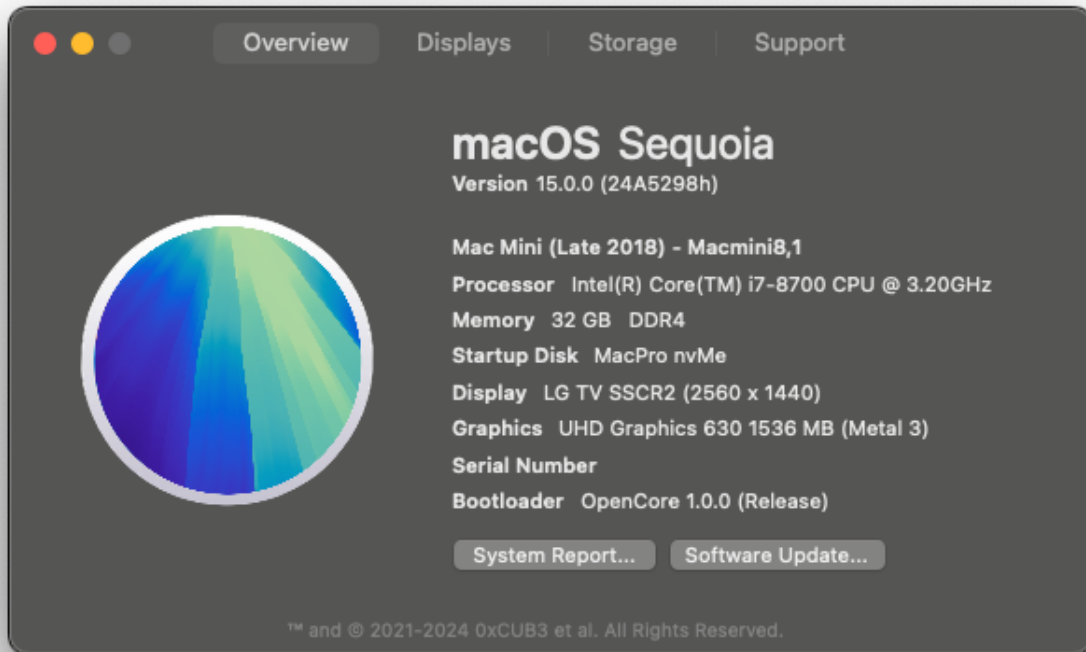 Overview Displays Storage Support
macOS Sequoia
Version 15.0.0 (24A5298h)
Mac Mini (Late 2018) - Macmini8,1
Processor Intel(R) Core(TM) i7-8700 CPU @ 3.20GHz
Memory 32 GB DDR4
Startup Disk MacPro nvMe
Display LG TV SSCR2 (2560 x 1440)
Graphics UHD Graphics 630 1536 MB (Metal 3)
Serial Number
Bootloader OpenCore 1.0.0 (Release)
System Report... Software Update...
™ and © 2021-2024 0xCUB3 et al. All Rights Reserved.